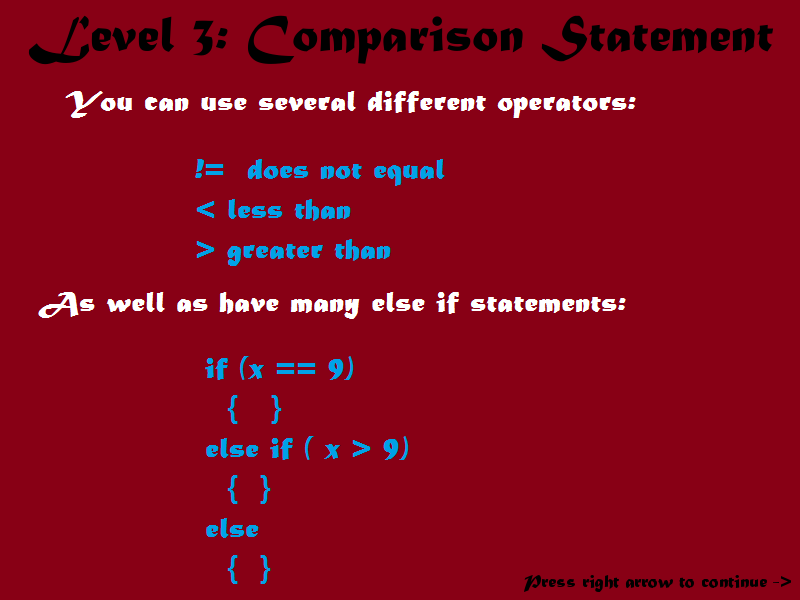 Level 3: Comparison Statement
You can use several different operators:
!= does not equal
< less than
> greater than
As well as have many else if statements:
if (x == 9)
{ }
else if ( x > 9)
{ }
else
{ }
Press right arrow to continue ->